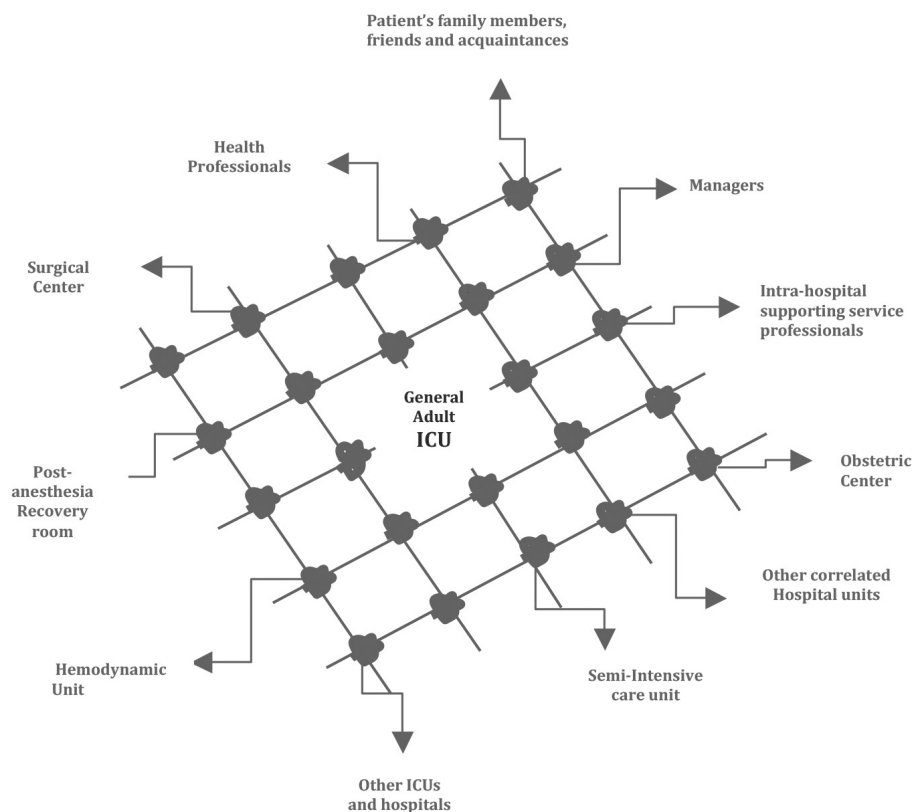 Patient's family members,
friends and acquaintances
Health
Professionals
Managers
Surgical
Center
Intra-hospital
supporting service
professionals
General
Adult
ICU
Post-
anesthesia
Recovery
room
Obstetric
Center
Other correlated
Hospital units
Hemodynamic
Unit
Semi-Intensive
care unit
Other ICUs
and hospitals